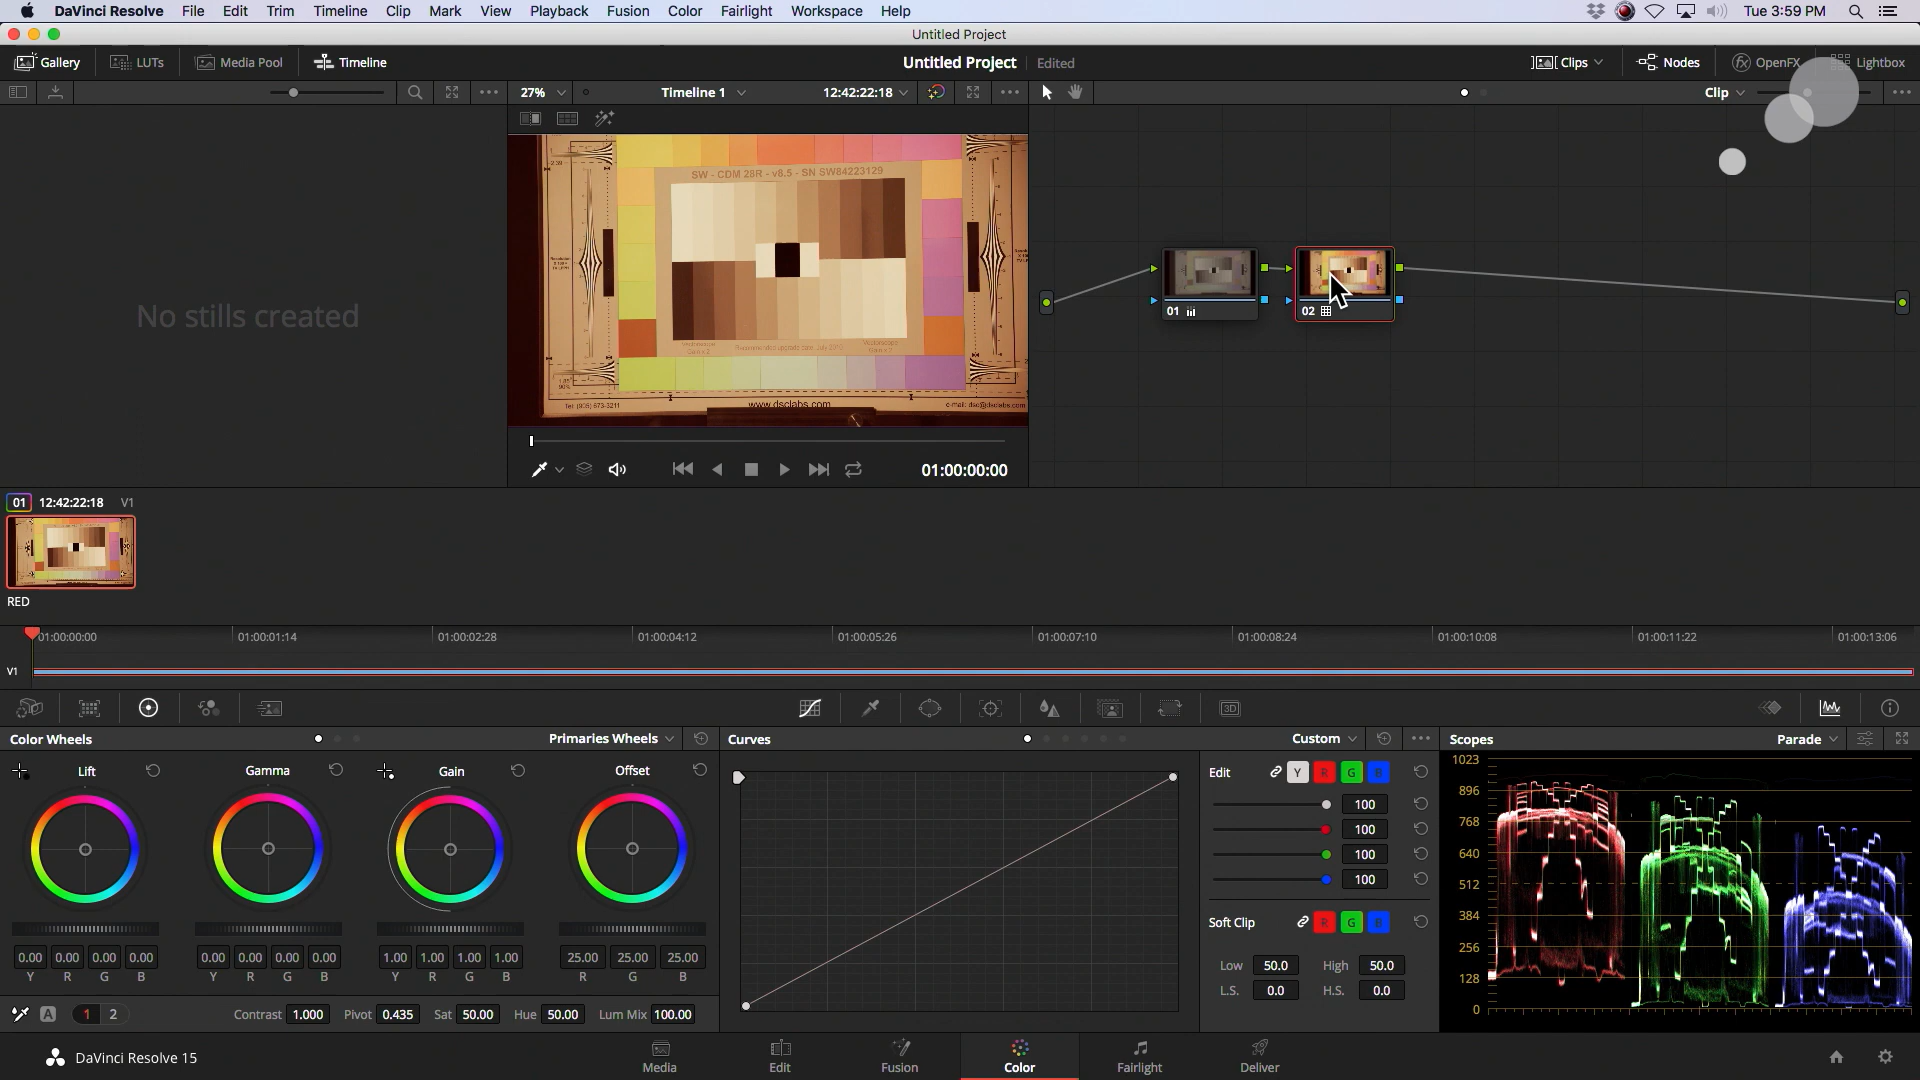 DaVinci Resolve File Edit Trim Timeline Clip Mark View Playback Fusion Color Fairlight Workspace Help Tue 3:59 PM
Untitled Project
Gallery LUTs Media Pool Timeline Untitled Project Edited Clips Nodes OpenFX Lightbox
27% Timeline 1 12:42:22:18 Clip
SW - CDM 28R - v8.5 - SN SW84223129
01 02
No stills created
Tel: (905) 673-3211 www.dsclabs.com e-mail: dsc@dsclabs.com
01:00:00:00
01 12:42:22:18 V1
RED
01:00:00:00 01:00:01:14 01:00:02:28 01:00:04:12 01:00:05:26 01:00:07:10 01:00:08:24 01:00:10:08 01:00:11:22 01:00:13:06
V1
3D
Color Wheels Primaries Wheels Curves Custom Scopes Parade
Lift Gamma Gain Offset Edit Y R G B
1023
896
768
640
512
384
256
128
0
100
100
100
100
Soft Clip R G B
0.00 0.00 0.00 0.00 0.00 0.00 0.00 0.00 1.00 1.00 1.00 1.00 25.00 25.00 25.00
Y R G B Y R G B Y R G B R G B
Low 50.0 High 50.0
L.S. 0.0 H.S. 0.0
A 1 2 Contrast 1.000 Pivot 0.435 Sat 50.00 Hue 50.00 Lum Mix 100.00
DaVinci Resolve 15 Media Edit Fusion Color Fairlight Deliver